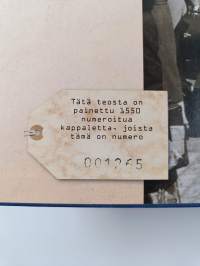 Tätä teosta on
painettu 1550
numeroitua
kappaletta, joista
tämä on numero
001265